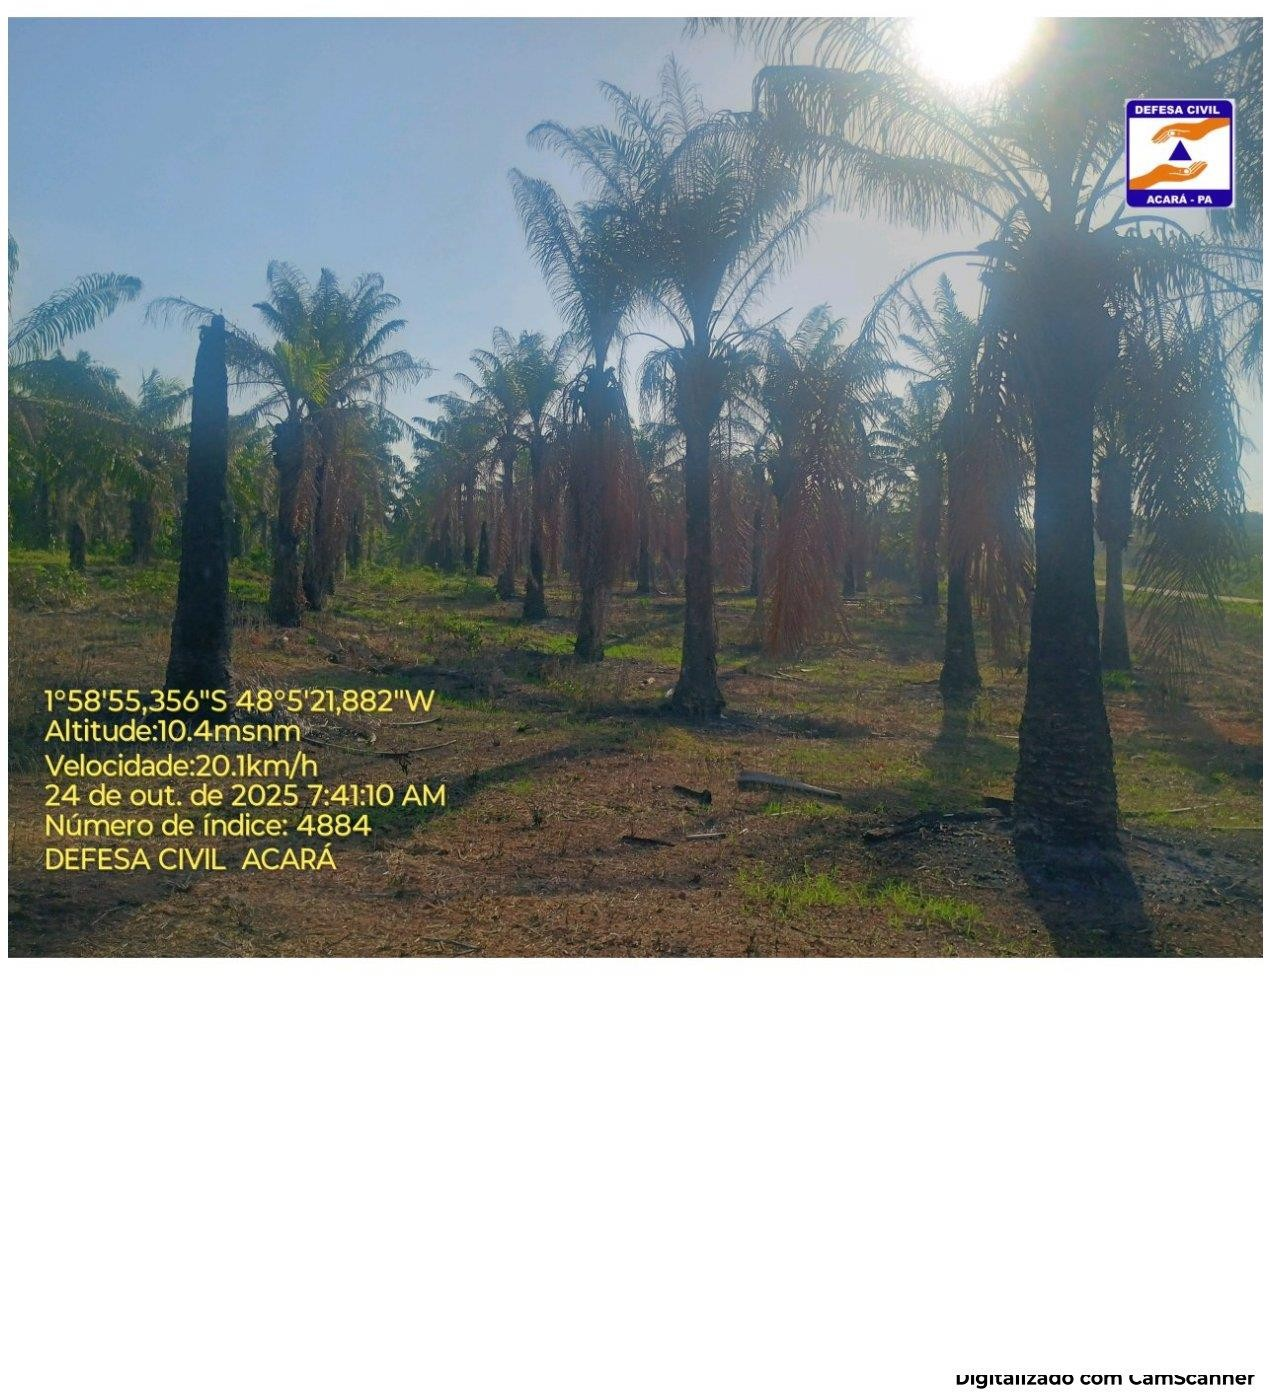 DEFESA CIVIL
ACARÁ - PA
1°58'55,356"S 48°5'21,882"W
Altitude:10.4msnm
Velocidade:20.1km/h
24 de out. de 2025 7:41:10 AM
Número de índice: 4884
DEFESA CIVIL  ACARÁ
Digitalizado com CamScanner